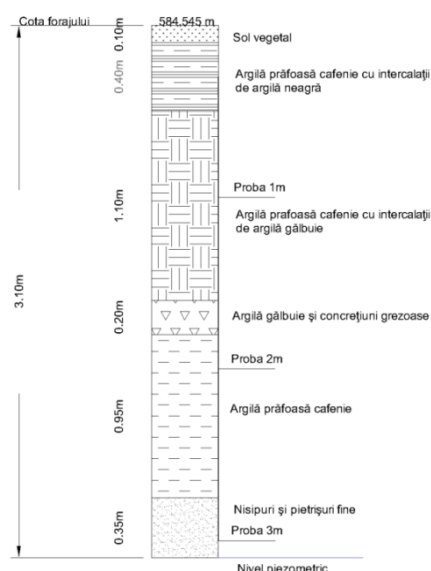 Cota forajului 584.545 m
0.10m
Sol vegetal
0.40m
Argilă prăfoasă cafenie cu intercalații
de argilă neagră
Proba 1m
1.10m
Argilă prafoasă cafenie cu intercalații
de argilă gălbuie
3.10m
0.20m
Argilă gălbuie și concrețiuni grezoase
Proba 2m
0.95m
Argilă prăfoasă cafenie
Nisipuri și pietrișuri fine
0.35m
Proba 3m
Nivel piezometric